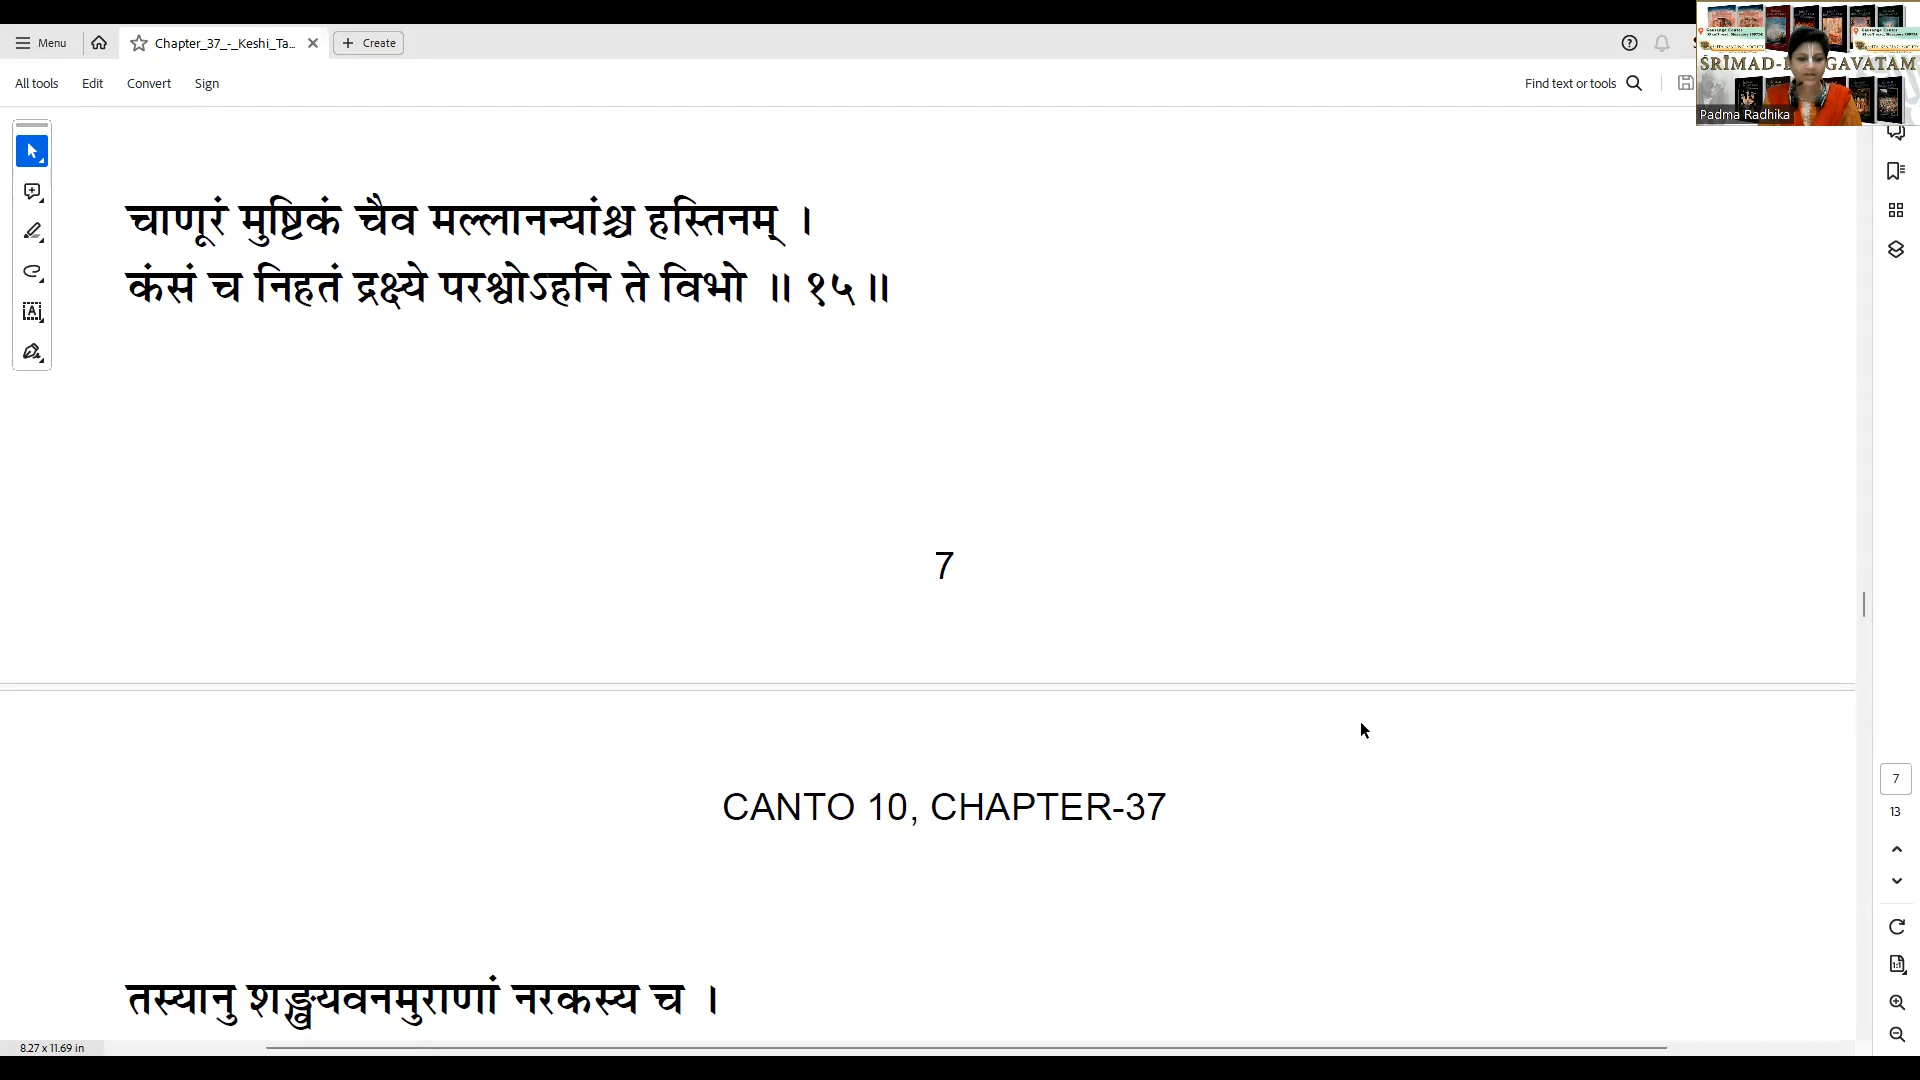 Menu
Chapter_37_-_Keshi_Ta...
Create
All tools
Edit
Convert
Sign
Find text or tools
ŚRĪMAD-
GAVATAM
Padma Radhika
चाणूरं मुष्टिकं चैव मल्लानन्यांश्च हस्तिनम् ।
कंसं च निहतं द्रक्ष्ये परश्वोऽहनि ते विभो ॥ १५॥
7
CANTO 10, CHAPTER-37
तस्यानु शङ्खयवनमुराणां नरकस्य च ।
7
13
8.27 x 11.69 in